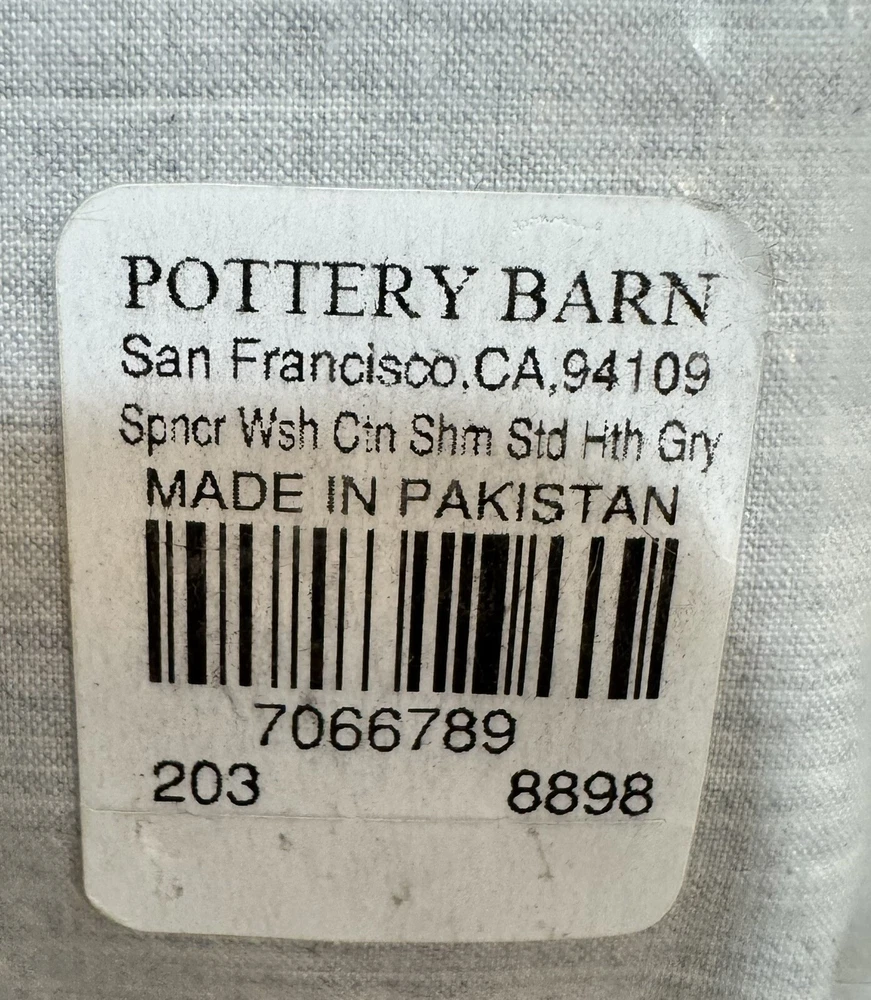 POTTERY BARN
San Francisco,CA,94109
Spncr Wsh Ctn Shm Std Hth Gry
MADE IN PAKISTAN
7066789
203 8898